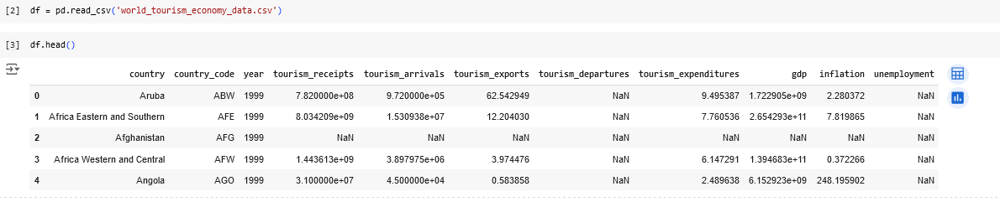 [2] df = pd.read_csv('world_tourism_economy_data.csv')
[3] df.head()
country country_code year tourism_receipts tourism_arrivals tourism_exports tourism_departures tourism_expenditures gdp inflation unemployment
0 Aruba ABW 1999 7.820000e+08 9.720000e+05 62.542949 NaN 9.495387 1.722905e+09 2.280372 NaN
1 Africa Eastern and Southern AFE 1999 8.034209e+09 1.530938e+07 12.204030 NaN 7.760536 2.654293e+11 7.819865 NaN
2 Afghanistan AFG 1999 NaN NaN NaN NaN NaN NaN NaN NaN
3 Africa Western and Central AFW 1999 1.443613e+09 3.897975e+06 3.974476 NaN 6.147291 1.394683e+11 0.372266 NaN
4 Angola AGO 1999 3.100000e+07 4.500000e+04 0.583858 NaN 2.489638 6.152923e+09 248.195902 NaN